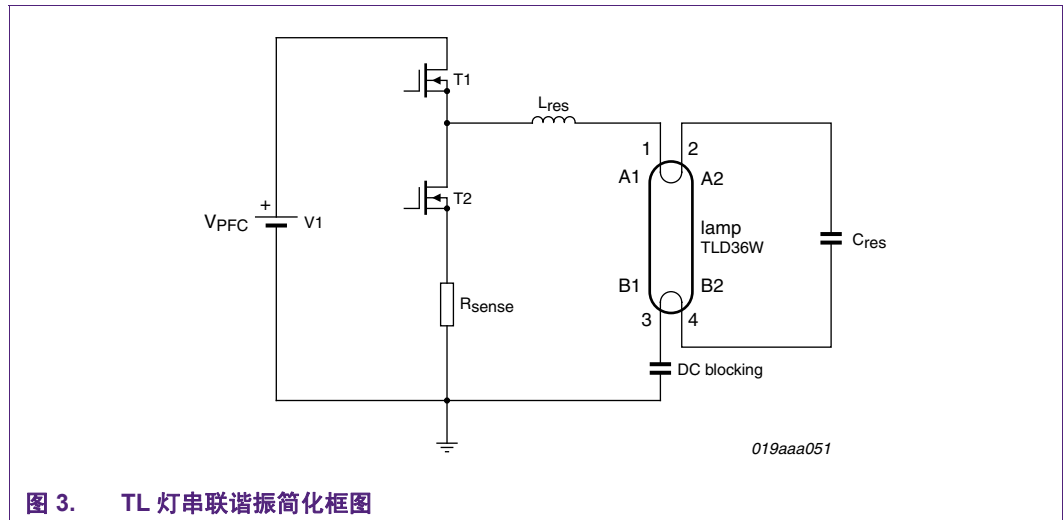 T1
Lres
1 2
A1 A2
T2
+
VPFC V1
lamp
TLD36W
Cres
B1 B2
Rsense
3 4
DC blocking
019aaa051
图 3. TL 灯串联谐振简化框图